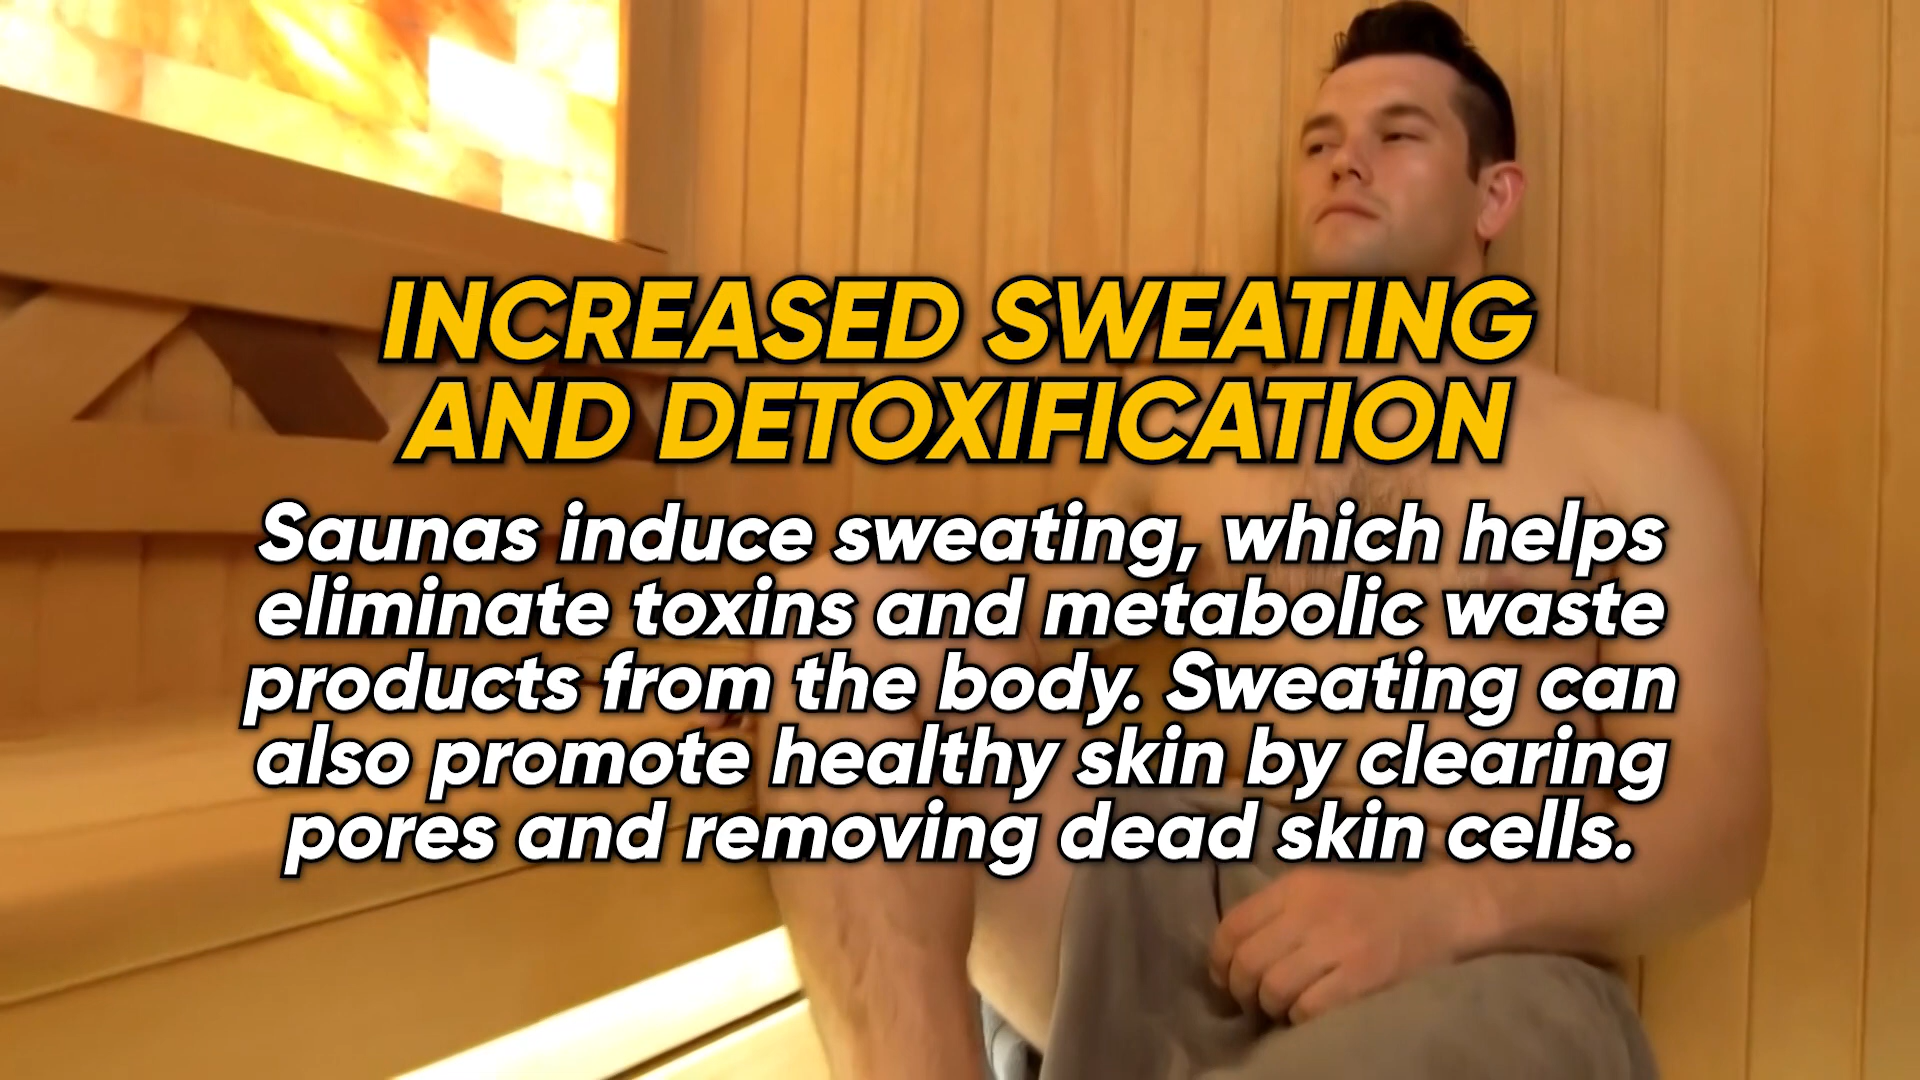 INCREASED SWEATING
AND DETOXIFICATION
Saunas induce sweating, which helps
eliminate toxins and metabolic waste
products from the body. Sweating can
also promote healthy skin by clearing
pores and removing dead skin cells.